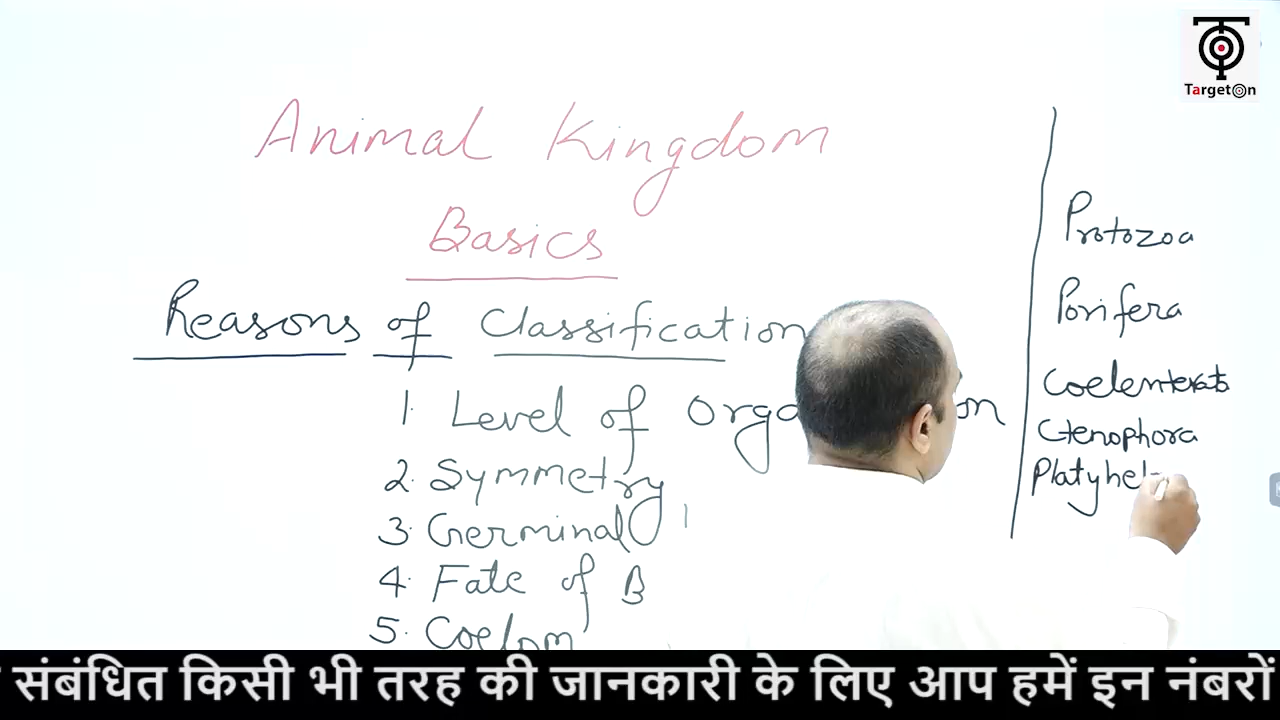 TargetOn
Animal Kingdom
Basics
Reasons of Classification
1. Level of
2. Symmetry
3. Germinal
4. Fate of B
5. Coelom
Protozoa
Porifera
Coelenterata
Ctenophora
Platyhel
संबंधित किसी भी तरह की जानकारी के लिए आप हमें इन नंबरों